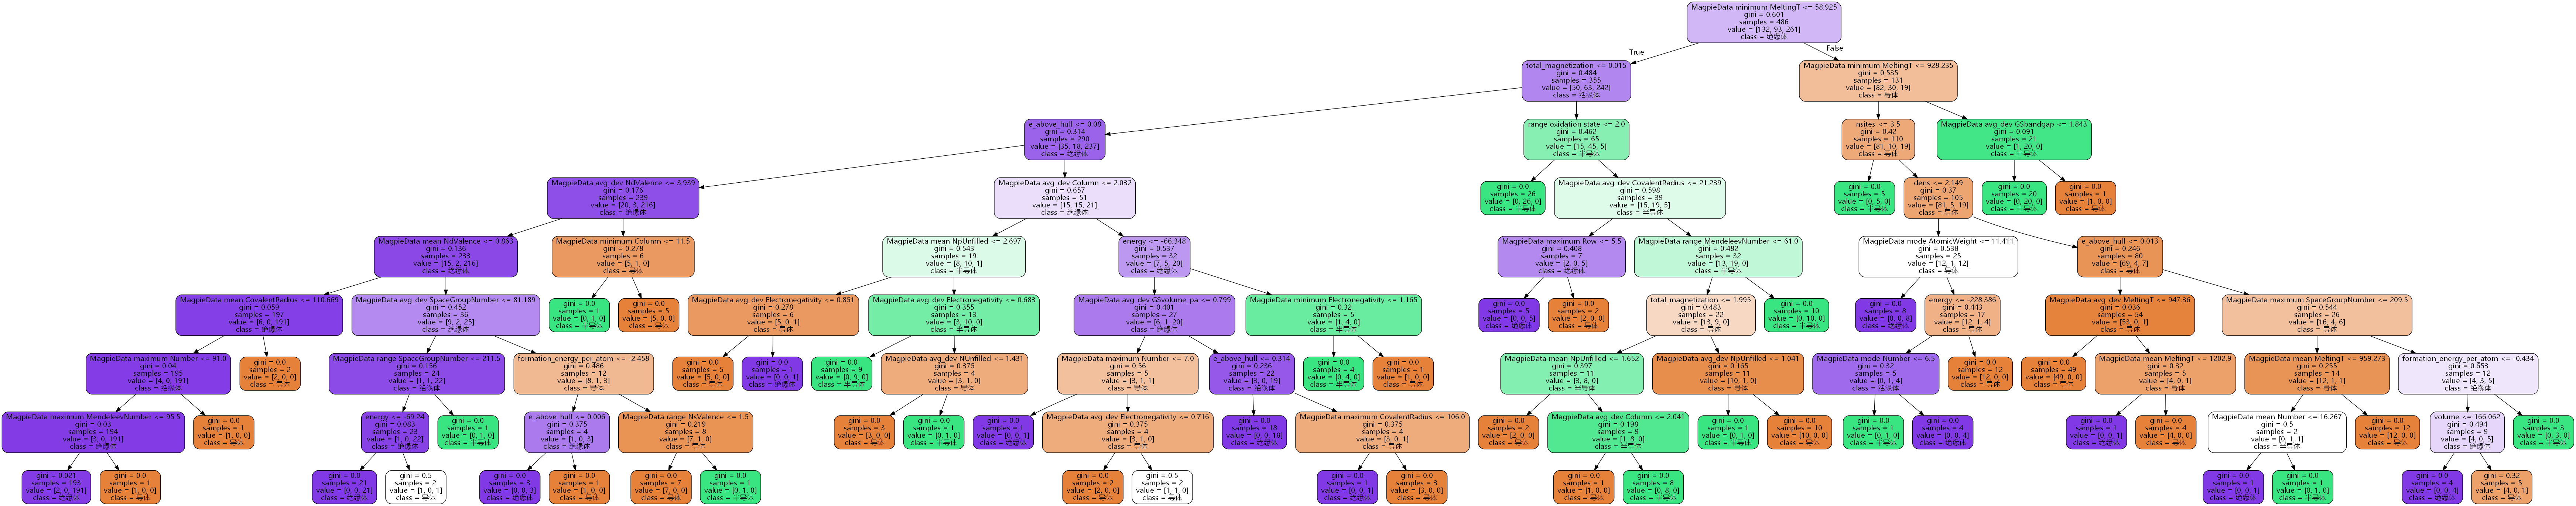 MagpieData minimum MeltingT <= 58.925
gini = 0.601
samples = 486
value = [132, 93, 261]
class = 绝缘体
True
False
total_magnetization <= 0.015
gini = 0.484
samples = 355
value = [50, 63, 242]
class = 绝缘体
MagpieData minimum MeltingT <= 928.235
gini = 0.535
samples = 131
value = [82, 30, 19]
class = 导体
e_above_hull <= 0.08
gini = 0.314
samples = 290
value = [35, 18, 237]
class = 绝缘体
range oxidation state <= 2.0
gini = 0.462
samples = 65
value = [15, 45, 5]
class = 半导体
nsites <= 3.5
gini = 0.42
samples = 110
value = [81, 10, 19]
class = 导体
MagpieData avg_dev GSbandgap <= 1.843
gini = 0.091
samples = 21
value = [1, 20, 0]
class = 半导体
MagpieData avg_dev NdValence <= 3.939
gini = 0.176
samples = 239
value = [20, 3, 216]
class = 绝缘体
MagpieData avg_dev Column <= 2.032
gini = 0.657
samples = 51
value = [15, 15, 21]
class = 绝缘体
gini = 0.0
samples = 26
value = [0, 26, 0]
class = 半导体
MagpieData avg_dev CovalentRadius <= 21.239
gini = 0.598
samples = 39
value = [15, 19, 5]
class = 半导体
gini = 0.0
samples = 5
value = [0, 5, 0]
class = 半导体
dens <= 2.149
gini = 0.37
samples = 105
value = [81, 5, 19]
class = 导体
gini = 0.0
samples = 20
value = [0, 20, 0]
class = 半导体
gini = 0.0
samples = 1
value = [1, 0, 0]
class = 导体
MagpieData mean NdValence <= 0.863
gini = 0.136
samples = 233
value = [15, 2, 216]
class = 绝缘体
MagpieData minimum Column <= 11.5
gini = 0.278
samples = 6
value = [5, 1, 0]
class = 导体
MagpieData mean NpUnfilled <= 2.697
gini = 0.543
samples = 19
value = [8, 10, 1]
class = 半导体
energy <= -66.348
gini = 0.537
samples = 32
value = [7, 5, 20]
class = 绝缘体
MagpieData maximum Row <= 5.5
gini = 0.408
samples = 7
value = [2, 0, 5]
class = 绝缘体
MagpieData range MendeleevNumber <= 61.0
gini = 0.482
samples = 32
value = [13, 19, 0]
class = 半导体
MagpieData mode AtomicWeight <= 11.411
gini = 0.538
samples = 25
value = [12, 1, 12]
class = 导体
e_above_hull <= 0.013
gini = 0.246
samples = 80
value = [69, 4, 7]
class = 导体
MagpieData mean CovalentRadius <= 110.669
gini = 0.059
samples = 197
value = [6, 0, 191]
class = 绝缘体
MagpieData avg_dev SpaceGroupNumber <= 81.189
gini = 0.452
samples = 36
value = [9, 2, 25]
class = 绝缘体
gini = 0.0
samples = 1
value = [0, 1, 0]
class = 半导体
gini = 0.0
samples = 5
value = [5, 0, 0]
class = 导体
MagpieData avg_dev Electronegativity <= 0.851
gini = 0.278
samples = 6
value = [5, 0, 1]
class = 导体
MagpieData avg_dev Electronegativity <= 0.683
gini = 0.355
samples = 13
value = [3, 10, 0]
class = 半导体
MagpieData avg_dev GSvolume_pa <= 0.799
gini = 0.401
samples = 27
value = [6, 1, 20]
class = 绝缘体
MagpieData minimum Electronegativity <= 1.165
gini = 0.32
samples = 5
value = [1, 4, 0]
class = 半导体
gini = 0.0
samples = 5
value = [0, 0, 5]
class = 绝缘体
gini = 0.0
samples = 2
value = [2, 0, 0]
class = 导体
total_magnetization <= 1.995
gini = 0.483
samples = 22
value = [13, 9, 0]
class = 导体
gini = 0.0
samples = 10
value = [0, 10, 0]
class = 半导体
gini = 0.0
samples = 8
value = [0, 0, 8]
class = 绝缘体
energy <= -228.386
gini = 0.443
samples = 17
value = [12, 1, 4]
class = 导体
MagpieData avg_dev MeltingT <= 947.36
gini = 0.036
samples = 54
value = [53, 0, 1]
class = 导体
MagpieData maximum SpaceGroupNumber <= 209.5
gini = 0.544
samples = 26
value = [16, 4, 6]
class = 导体
MagpieData maximum Number <= 91.0
gini = 0.04
samples = 195
value = [4, 0, 191]
class = 绝缘体
gini = 0.0
samples = 2
value = [2, 0, 0]
class = 导体
MagpieData range SpaceGroupNumber <= 211.5
gini = 0.156
samples = 24
value = [1, 1, 22]
class = 绝缘体
formation_energy_per_atom <= -2.458
gini = 0.486
samples = 12
value = [8, 1, 3]
class = 导体
gini = 0.0
samples = 5
value = [5, 0, 0]
class = 导体
gini = 0.0
samples = 1
value = [0, 0, 1]
class = 绝缘体
gini = 0.0
samples = 9
value = [0, 9, 0]
class = 半导体
MagpieData avg_dev NUnfilled <= 1.431
gini = 0.375
samples = 4
value = [3, 1, 0]
class = 导体
MagpieData maximum Number <= 7.0
gini = 0.56
samples = 5
value = [3, 1, 1]
class = 导体
e_above_hull <= 0.314
gini = 0.236
samples = 22
value = [3, 0, 19]
class = 绝缘体
gini = 0.0
samples = 4
value = [0, 4, 0]
class = 半导体
gini = 0.0
samples = 1
value = [1, 0, 0]
class = 导体
MagpieData mean NpUnfilled <= 1.652
gini = 0.397
samples = 11
value = [3, 8, 0]
class = 半导体
MagpieData avg_dev NpUnfilled <= 1.041
gini = 0.165
samples = 11
value = [10, 1, 0]
class = 导体
MagpieData mode Number <= 6.5
gini = 0.32
samples = 5
value = [0, 1, 4]
class = 绝缘体
gini = 0.0
samples = 12
value = [12, 0, 0]
class = 导体
gini = 0.0
samples = 49
value = [49, 0, 0]
class = 导体
MagpieData mean MeltingT <= 1202.9
gini = 0.32
samples = 5
value = [4, 0, 1]
class = 导体
MagpieData mean MeltingT <= 959.273
gini = 0.255
samples = 14
value = [12, 1, 1]
class = 导体
formation_energy_per_atom <= -0.434
gini = 0.653
samples = 12
value = [4, 3, 5]
class = 绝缘体
MagpieData maximum MendeleevNumber <= 95.5
gini = 0.03
samples = 194
value = [3, 0, 191]
class = 绝缘体
gini = 0.0
samples = 1
value = [1, 0, 0]
class = 导体
energy <= -69.24
gini = 0.083
samples = 23
value = [1, 0, 22]
class = 绝缘体
gini = 0.0
samples = 1
value = [0, 1, 0]
class = 半导体
e_above_hull <= 0.006
gini = 0.375
samples = 4
value = [1, 0, 3]
class = 绝缘体
MagpieData range NsValence <= 1.5
gini = 0.219
samples = 8
value = [7, 1, 0]
class = 导体
gini = 0.0
samples = 3
value = [3, 0, 0]
class = 导体
gini = 0.0
samples = 1
value = [0, 1, 0]
class = 半导体
gini = 0.0
samples = 1
value = [0, 0, 1]
class = 绝缘体
MagpieData avg_dev Electronegativity <= 0.716
gini = 0.375
samples = 4
value = [3, 1, 0]
class = 导体
gini = 0.0
samples = 18
value = [0, 0, 18]
class = 绝缘体
MagpieData maximum CovalentRadius <= 106.0
gini = 0.375
samples = 4
value = [3, 0, 1]
class = 导体
gini = 0.0
samples = 2
value = [2, 0, 0]
class = 导体
MagpieData avg_dev Column <= 2.041
gini = 0.198
samples = 9
value = [1, 8, 0]
class = 半导体
gini = 0.0
samples = 1
value = [0, 1, 0]
class = 半导体
gini = 0.0
samples = 10
value = [10, 0, 0]
class = 导体
gini = 0.0
samples = 1
value = [0, 1, 0]
class = 半导体
gini = 0.0
samples = 4
value = [0, 0, 4]
class = 绝缘体
gini = 0.0
samples = 1
value = [0, 0, 1]
class = 绝缘体
gini = 0.0
samples = 4
value = [4, 0, 0]
class = 导体
MagpieData mean Number <= 16.267
gini = 0.5
samples = 2
value = [0, 1, 1]
class = 半导体
gini = 0.0
samples = 12
value = [12, 0, 0]
class = 导体
volume <= 166.062
gini = 0.494
samples = 9
value = [4, 0, 5]
class = 绝缘体
gini = 0.0
samples = 3
value = [0, 3, 0]
class = 半导体
gini = 0.021
samples = 193
value = [2, 0, 191]
class = 绝缘体
gini = 0.0
samples = 1
value = [1, 0, 0]
class = 导体
gini = 0.0
samples = 21
value = [0, 0, 21]
class = 绝缘体
gini = 0.5
samples = 2
value = [1, 0, 1]
class = 导体
gini = 0.0
samples = 3
value = [0, 0, 3]
class = 绝缘体
gini = 0.0
samples = 1
value = [1, 0, 0]
class = 导体
gini = 0.0
samples = 7
value = [7, 0, 0]
class = 导体
gini = 0.0
samples = 1
value = [0, 1, 0]
class = 半导体
gini = 0.0
samples = 2
value = [2, 0, 0]
class = 导体
gini = 0.5
samples = 2
value = [1, 1, 0]
class = 导体
gini = 0.0
samples = 1
value = [0, 0, 1]
class = 绝缘体
gini = 0.0
samples = 3
value = [3, 0, 0]
class = 导体
gini = 0.0
samples = 1
value = [1, 0, 0]
class = 导体
gini = 0.0
samples = 8
value = [0, 8, 0]
class = 半导体
gini = 0.0
samples = 1
value = [0, 0, 1]
class = 绝缘体
gini = 0.0
samples = 1
value = [0, 1, 0]
class = 半导体
gini = 0.0
samples = 4
value = [0, 0, 4]
class = 绝缘体
gini = 0.32
samples = 5
value = [4, 0, 1]
class = 导体